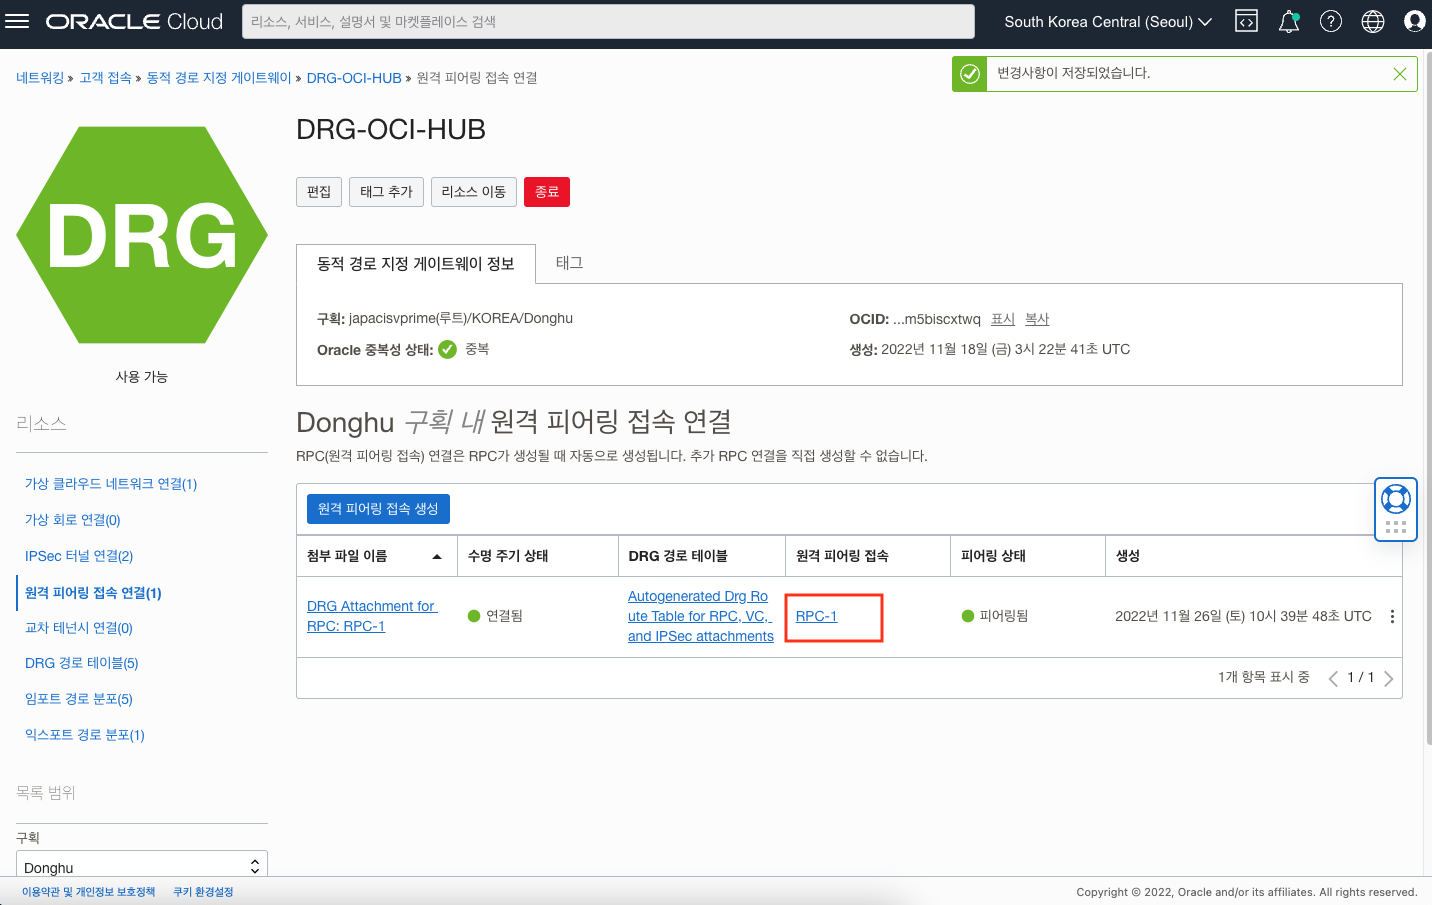 ORACLE Cloud
리소스, 서비스, 설명서 및 마켓플레이스 검색
South Korea Central (Seoul)
네트워킹 » 고객 접속 » 동적 경로 지정 게이트웨이 » DRG-OCI-HUB » 원격 피어링 접속 연결
변경사항이 저장되었습니다.
DRG
사용 가능
DRG-OCI-HUB
편집 태그 추가 리소스 이동 종료
동적 경로 지정 게이트웨이 정보 태그
구획: japacisvprime(루트)/KOREA/Donghu
OCID: ...m5biscxtwq 표시 복사
Oracle 중복성 상태: 중복
생성: 2022년 11월 18일 (금) 3시 22분 41초 UTC
리소스
가상 클라우드 네트워크 연결(1)
가상 회로 연결(0)
IPSec 터널 연결(2)
원격 피어링 접속 연결(1)
교차 테넌시 연결(0)
DRG 경로 테이블(5)
임포트 경로 분포(5)
익스포트 경로 분포(1)
목록 범위
구획
Donghu
Donghu 구획 내 원격 피어링 접속 연결
RPC(원격 피어링 접속) 연결은 RPC가 생성될 때 자동으로 생성됩니다. 추가 RPC 연결을 직접 생성할 수 없습니다.
원격 피어링 접속 생성
첨부 파일 이름 수명 주기 상태 DRG 경로 테이블 원격 피어링 접속 피어링 상태 생성
DRG Attachment for
RPC: RPC-1
연결됨
Autogenerated Drg Ro
ute Table for RPC, VC,
and IPSec attachments
RPC-1
피어링됨
2022년 11월 26일 (토) 10시 39분 48초 UTC
1개 항목 표시 중 1 / 1
이용약관 및 개인정보 보호정책 쿠키 환경설정
Copyright © 2022, Oracle and/or its affiliates. All rights reserved.